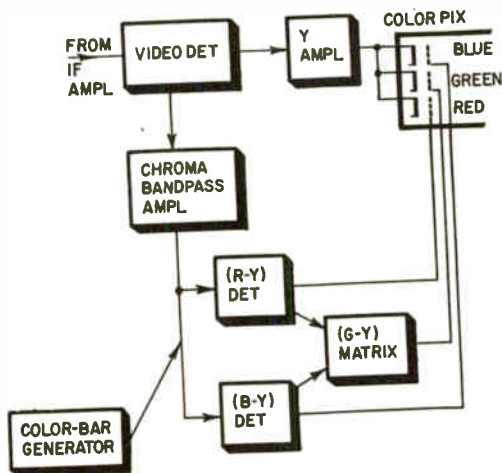 COLOR PIX
FROM
IF
AMPL
VIDEO DET
Y
AMPL
BLUE
GREEN
RED
CHROMA
BANDPASS
AMPL
(R-Y)
DET
(G-Y)
MATRIX
(B-Y)
DET
COLOR-BAR
GENERATOR